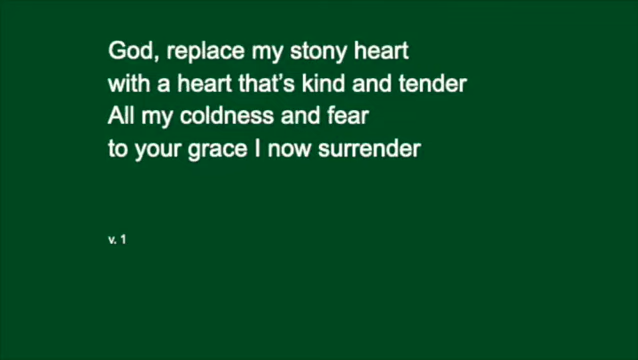 God, replace my stony heart
with a heart that’s kind and tender
All my coldness and fear
to your grace I now surrender
v. 1